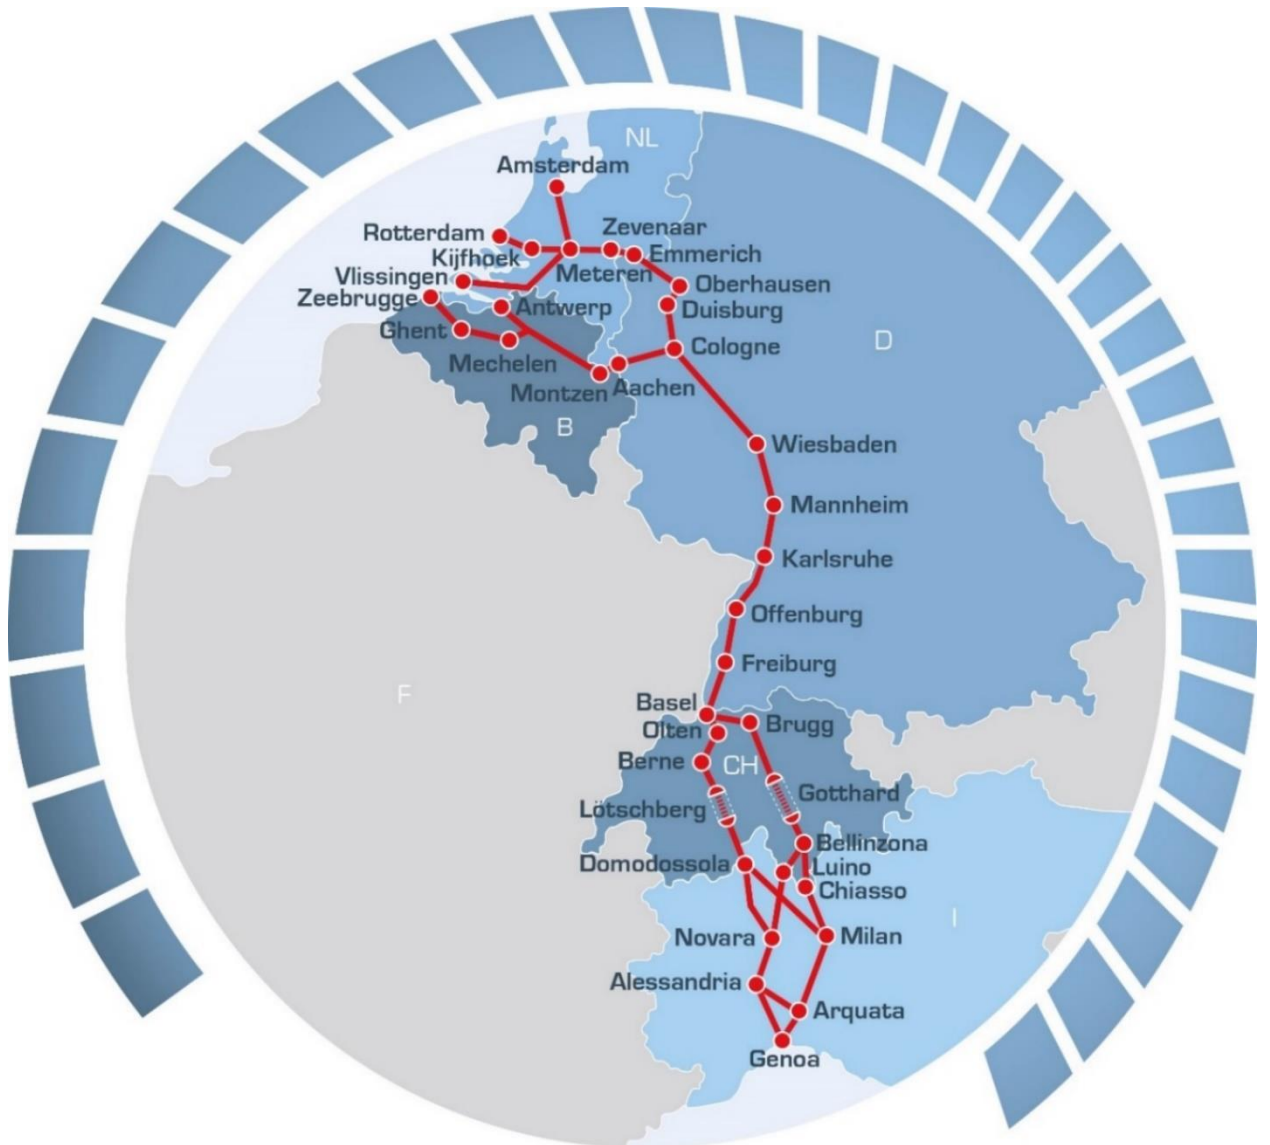 NL
Amsterdam
Zevenaar
Rotterdam
Emmerich
Kijfhoek
Meteren
Vlissingen
Oberhausen
Zeebrugge
Antwerp
Duisburg
Ghent
D
Cologne
Mechelen
Montzen
Aachen
B
Wiesbaden
Mannheim
Karlsruhe
Offenburg
Freiburg
F
Basel
Brugg
Olten
Berne
CH
Gotthard
Lötschberg
Bellinzona
Domodossola
Luino
Chiasso
I
Novara
Milan
Alessandria
Arquata
Genoa